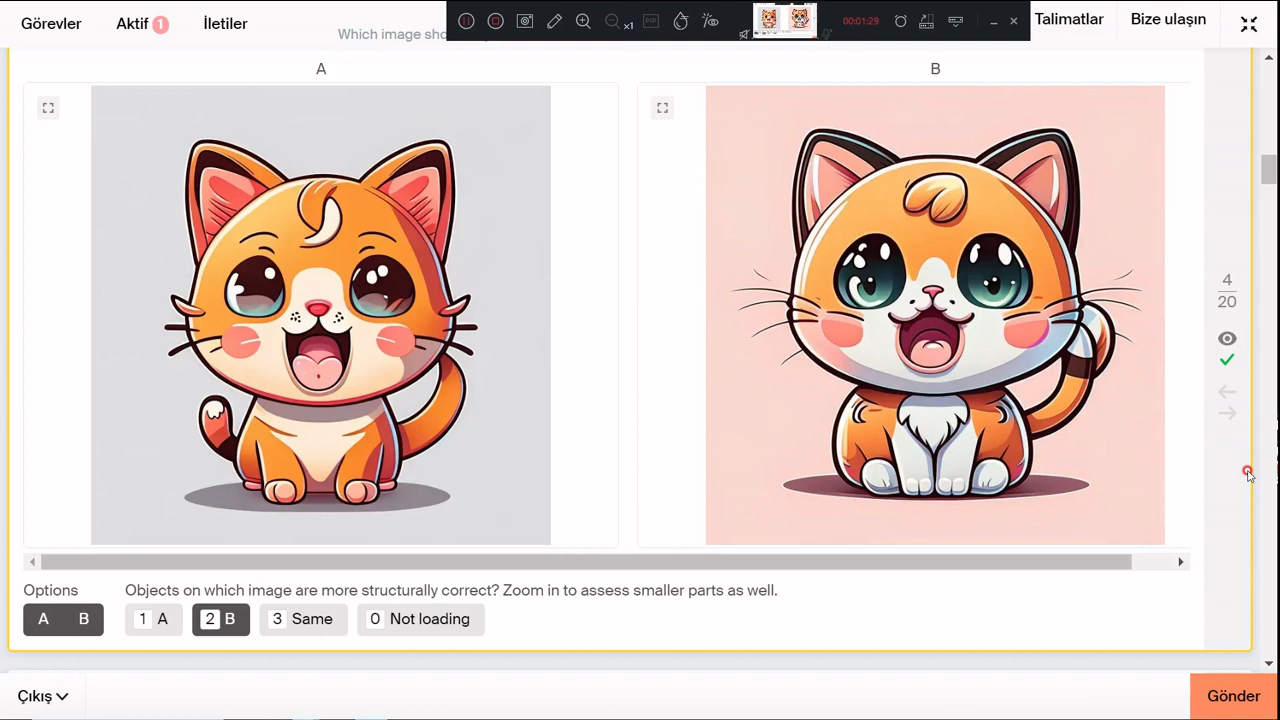 Görevler Aktif 1 İletiler x1 PIP 00:01:29 Talimatlar Bize ulaşın
Which image sho
A B
4
20
Options Objects on which image are more structurally correct? Zoom in to assess smaller parts as well.
A B 1 A 2 B 3 Same 0 Not loading
Çıkış Gönder